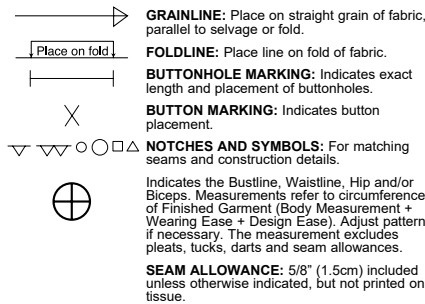 GRAINLINE: Place on straight grain of fabric,
parallel to selvage or fold.
Place on fold
FOLDLINE: Place line on fold of fabric.
BUTTONHOLE MARKING: Indicates exact
length and placement of buttonholes.
BUTTON MARKING: Indicates button
placement.
NOTCHES AND SYMBOLS: For matching
seams and construction details.
Indicates the Bustline, Waistline, Hip and/or
Biceps. Measurements refer to circumference
of Finished Garment (Body Measurement +
Wearing Ease + Design Ease). Adjust pattern
if necessary. The measurement excludes
pleats, tucks, darts and seam allowances.
SEAM ALLOWANCE: 5/8" (1.5cm) included
unless otherwise indicated, but not printed on
tissue.